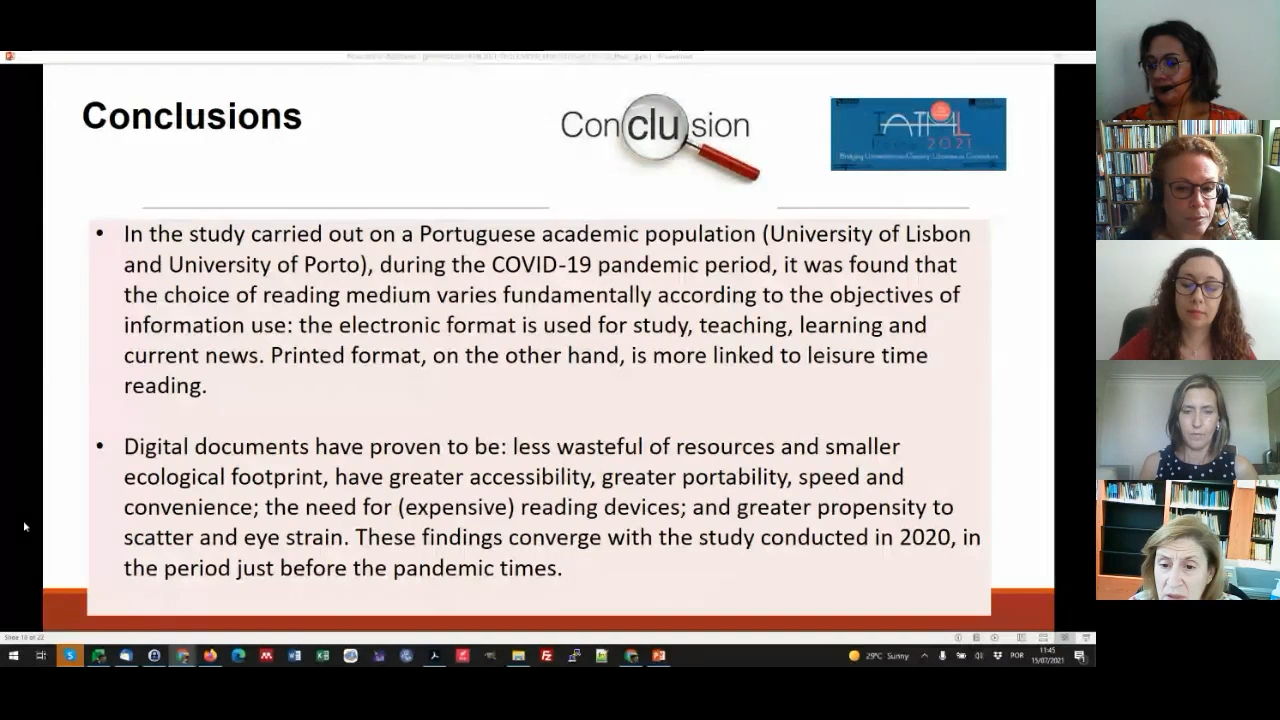 Conclusions
Conclusion
2021
In the study carried out on a Portuguese academic population (University of Lisbon
and University of Porto), during the COVID-19 pandemic period, it was found that
the choice of reading medium varies fundamentally according to the objectives of
information use: the electronic format is used for study, teaching, learning and
current news. Printed format, on the other hand, is more linked to leisure time
reading.
Digital documents have proven to be: less wasteful of resources and smaller
ecological footprint, have greater accessibility, greater portability, speed and
convenience; the need for (expensive) reading devices; and greater propensity to
scatter and eye strain. These findings converge with the study conducted in 2020, in
the period just before the pandemic times.
29°C Sunny
POR
11:45
15/07/2021